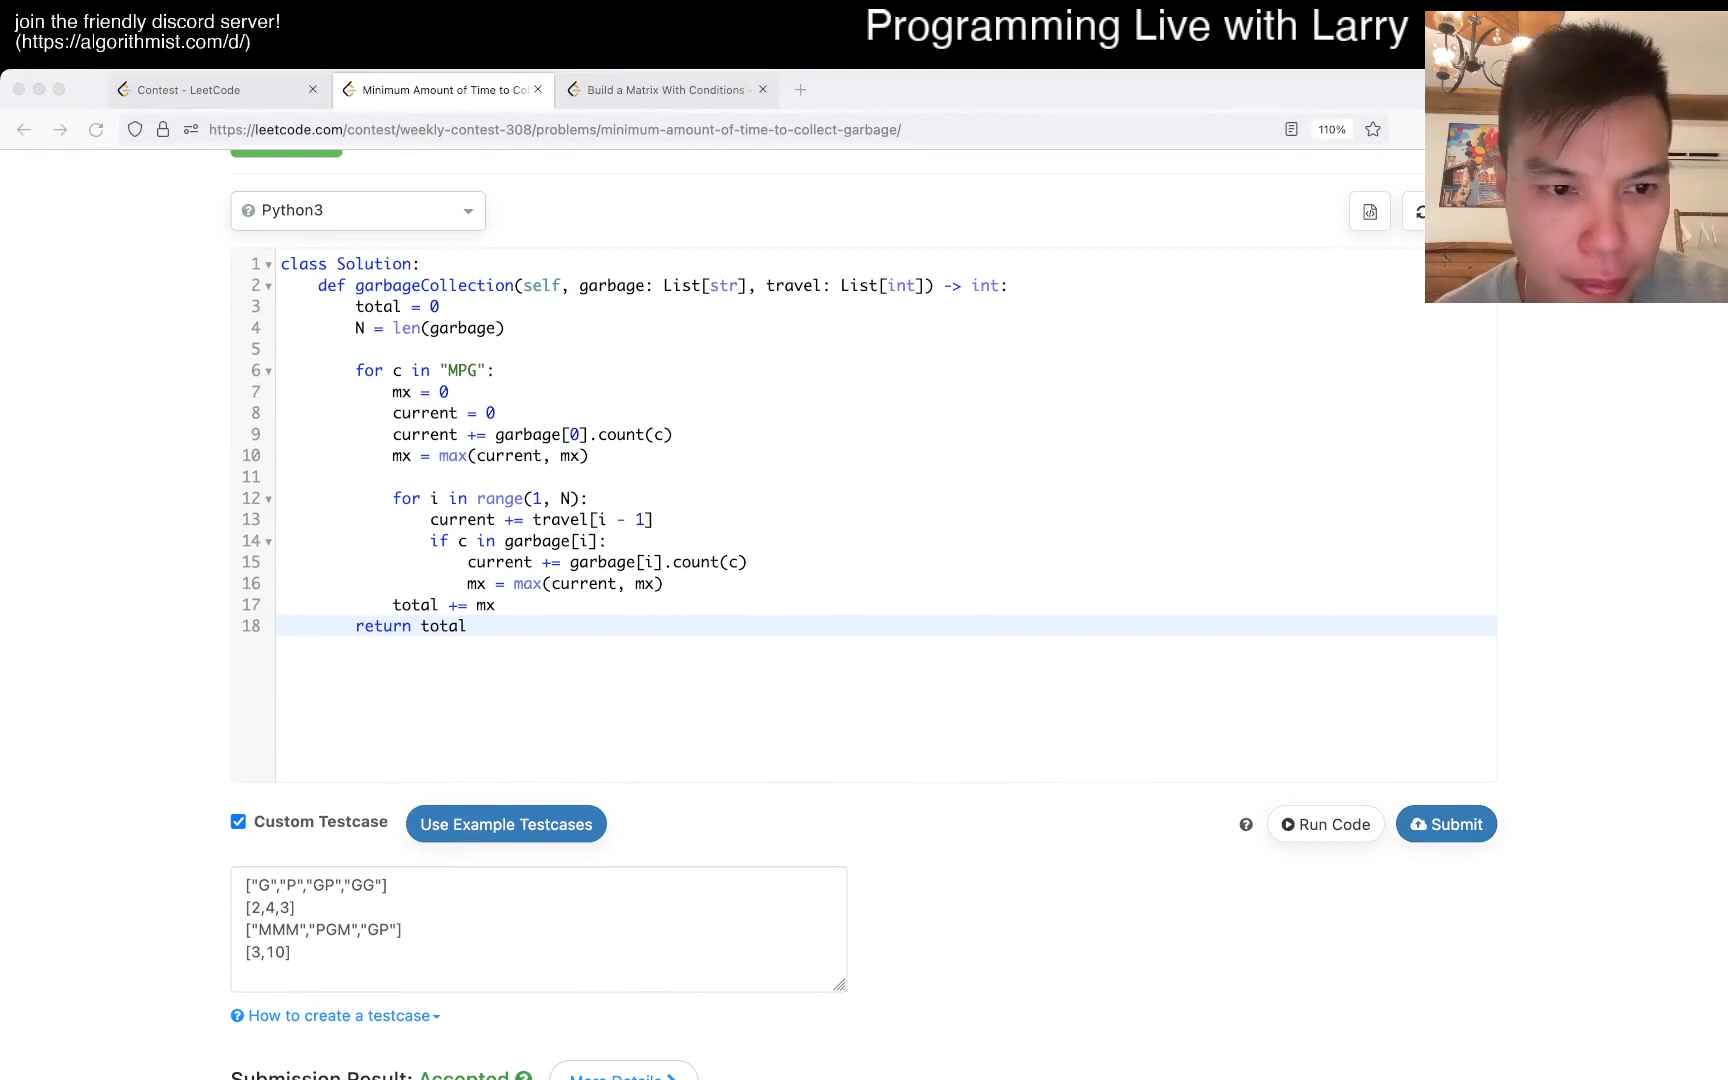 join the friendly discord server!
(https://algorithmist.com/d/)
Programming Live with Larry
Contest - LeetCode
Minimum Amount of Time to Col
Build a Matrix With Conditions -
https://leetcode.com/contest/weekly-contest-308/problems/minimum-amount-of-time-to-collect-garbage/
110%
Python3
1 class Solution:
2     def garbageCollection(self, garbage: List[str], travel: List[int]) -> int:
3         total = 0
4         N = len(garbage)
5
6         for c in "MPG":
7             mx = 0
8             current = 0
9             current += garbage[0].count(c)
10             mx = max(current, mx)
11
12             for i in range(1, N):
13                 current += travel[i - 1]
14                 if c in garbage[i]:
15                     current += garbage[i].count(c)
16                     mx = max(current, mx)
17             total += mx
18         return total
Custom Testcase
Use Example Testcases
Run Code
Submit
["G","P","GP","GG"]
[2,4,3]
["MMM","PGM","GP"]
[3,10]
How to create a testcase
Submission Result: Accepted
More Details